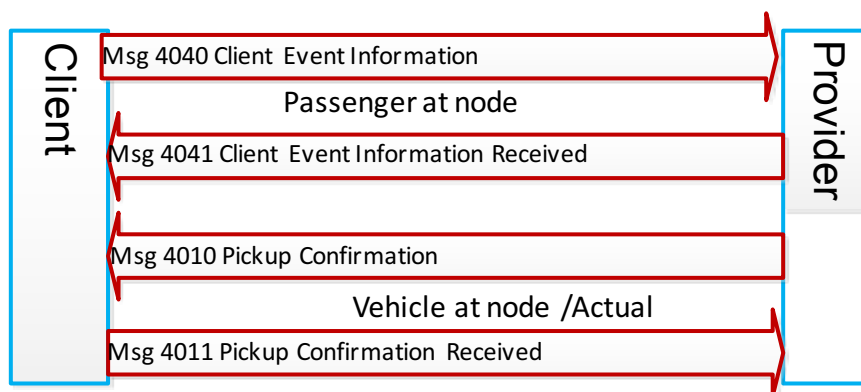 Client
Provider
Msg 4040 Client Event Information
Passenger at node
Msg 4041 Client Event Information Received
Msg 4010 Pickup Confirmation
Vehicle at node /Actual
Msg 4011 Pickup Confirmation Received